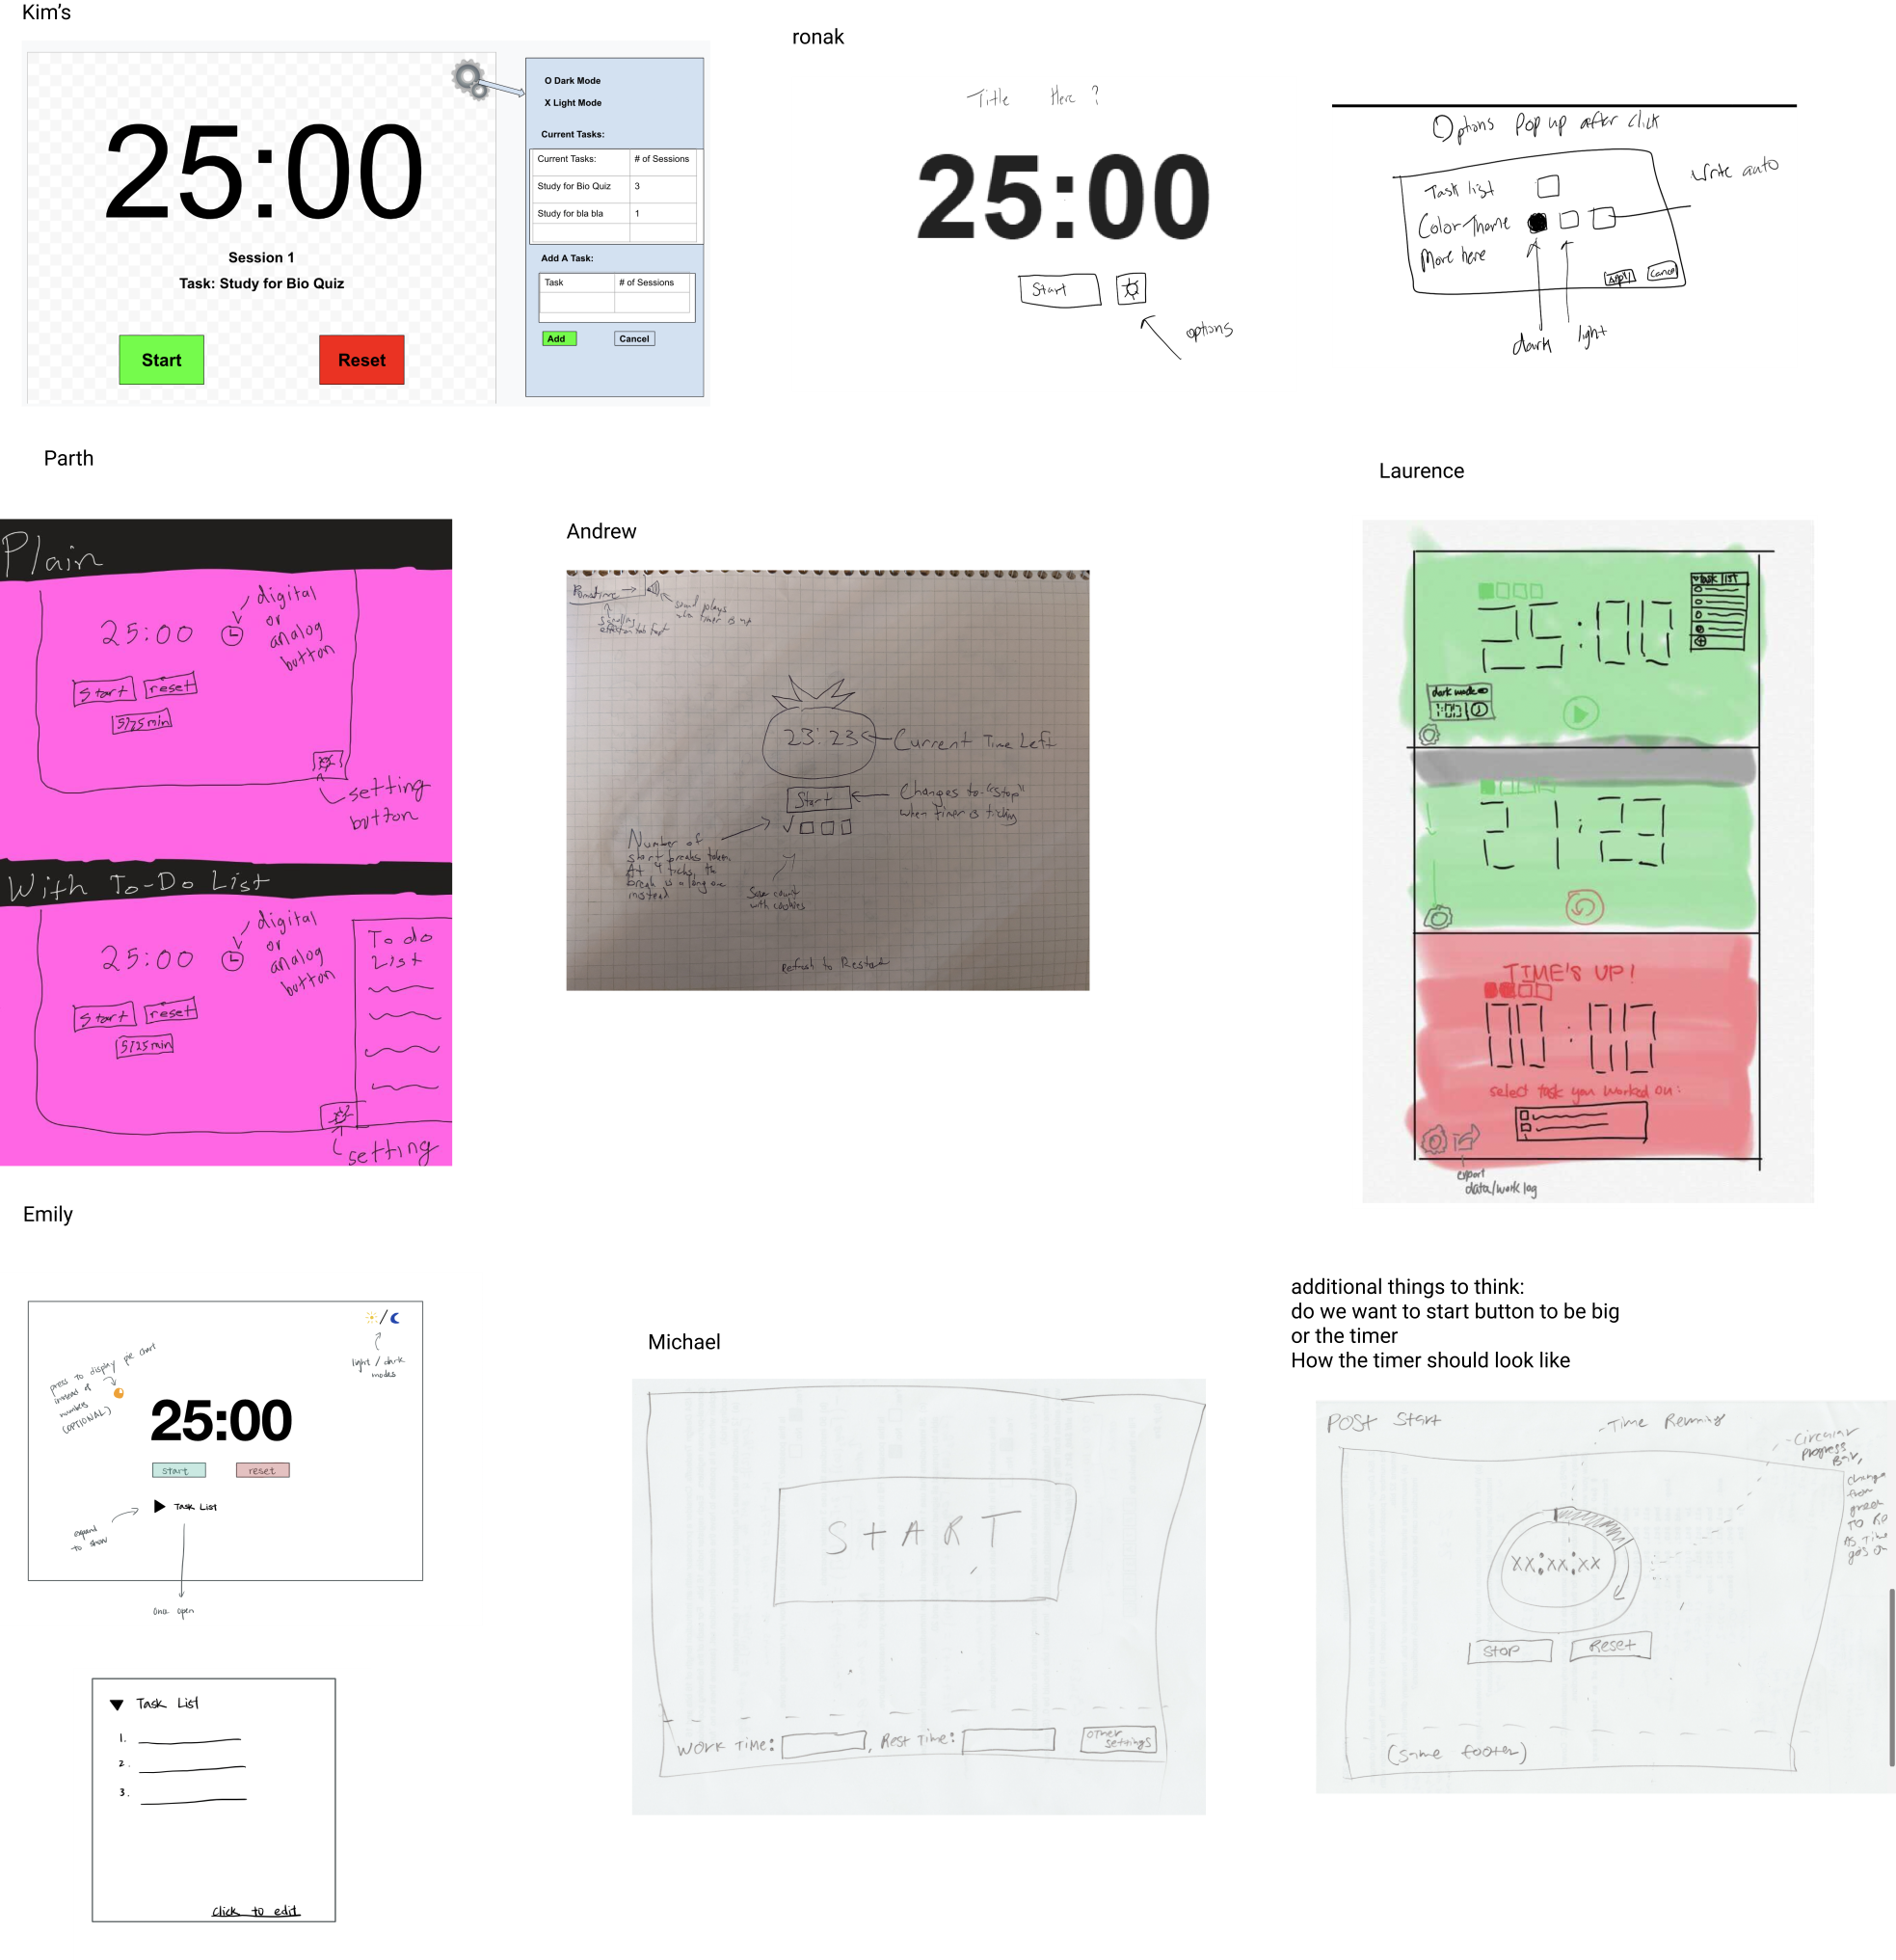 Kim's
O Dark Mode
X Light Mode
Current Tasks:
Current Tasks: # of Sessions
Study for Bio Quiz 3
Study for bla bla 1
Add A Task:
Task # of Sessions
Add Cancel
25:00
Session 1
Task: Study for Bio Quiz
Start Reset
ronak
Title Here ?
25:00
Start
options
Options Pop up after click
Task list
Color Theme
More here
Apply Cancel
Write auto
dark light
Parth
Plain
25:00
digital
or
analog
button
Start reset
5/25 min
setting
button
With To-Do List
25:00
digital
or
analog
button
Start reset
5/25 min
To do
List
setting
Andrew
sound plays
when timer is out
scrolling
23:23
Current Time Left
Start
Changes to "Stop"
when timer is ticking
Number of
start breaks taken.
At 4 ticks, the
break is a long one
instead
Save count
with cookies
Refresh to Restart
Laurence
task list
25:00
dark mode
1:00
21:23
TIME'S UP!
00:00
select task you worked on:
export
data/work log
Emily
light / dark
modes
press to display pie chart
instead of
numbers
(OPTIONAL)
25:00
start reset
Task List
expand
to show
once open
Task List
1.
2.
3.
click to edit
Michael
START
Work Time: , Rest Time: other
settings
additional things to think:
do we want to start button to be big
or the timer
How the timer should look like
POST Start
-Time Remaing
-Circular
progress
Bar,
change
from
green
TO
As Time
goes
xx:xx:xx
Stop Reset
(same footer)